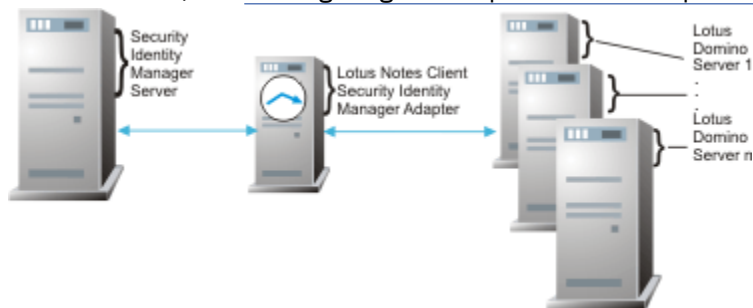 Security
Identity
Manager
Server
Lotus Notes Client
Security Identity
Manager Adapter
Lotus
Domino
Server 1
:
.
Lotus
Domino
Server n